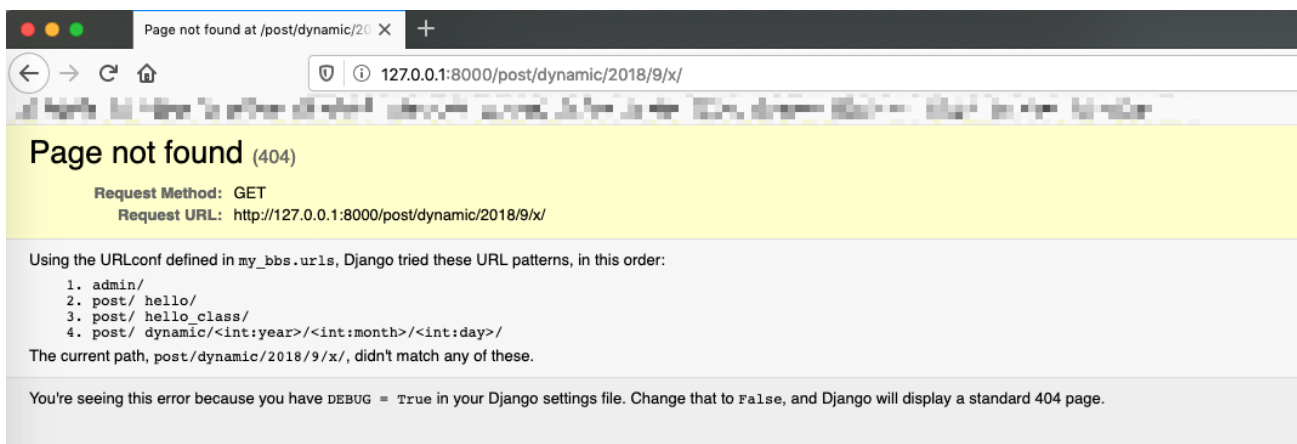 Page not found at /post/dynamic/20
127.0.0.1:8000/post/dynamic/2018/9/x/
Page not found (404)
Request Method: GET
Request URL: http://127.0.0.1:8000/post/dynamic/2018/9/x/
Using the URLconf defined in my_bbs.urls, Django tried these URL patterns, in this order:
1. admin/
2. post/ hello/
3. post/ hello_class/
4. post/ dynamic/<int:year>/<int:month>/<int:day>/
The current path, post/dynamic/2018/9/x/, didn't match any of these.
You're seeing this error because you have DEBUG = True in your Django settings file. Change that to False, and Django will display a standard 404 page.